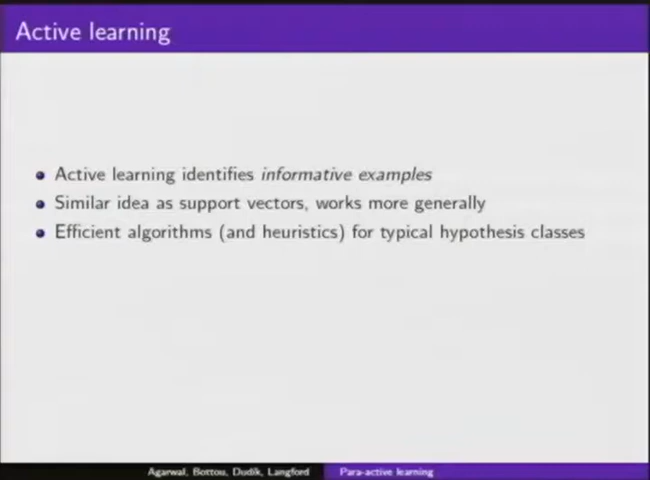 Active learning
Active learning identifies informative examples
Similar idea as support vectors, works more generally
Efficient algorithms (and heuristics) for typical hypothesis classes
Agarwal, Bottou, Dudík, Langford
Para-active learning